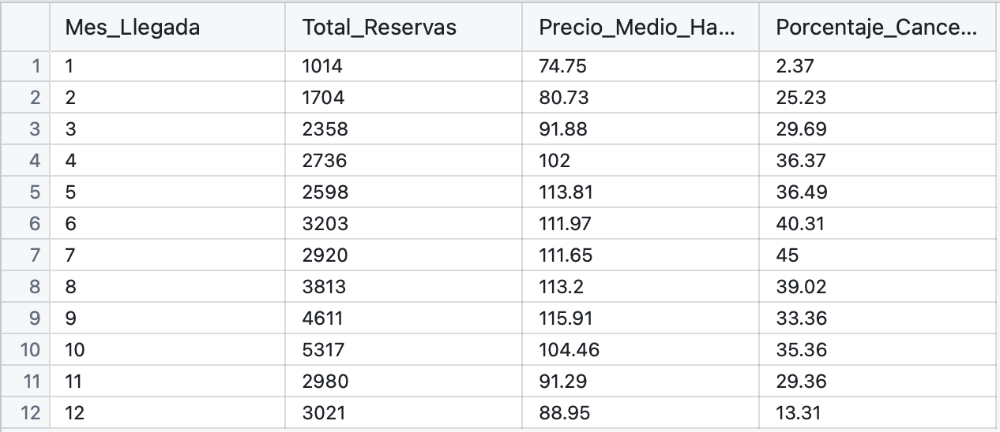 Mes_Llegada Total_Reservas Precio_Medio_Ha... Porcentaje_Cance...
1 1 1014 74.75 2.37
2 2 1704 80.73 25.23
3 3 2358 91.88 29.69
4 4 2736 102 36.37
5 5 2598 113.81 36.49
6 6 3203 111.97 40.31
7 7 2920 111.65 45
8 8 3813 113.2 39.02
9 9 4611 115.91 33.36
10 10 5317 104.46 35.36
11 11 2980 91.29 29.36
12 12 3021 88.95 13.31